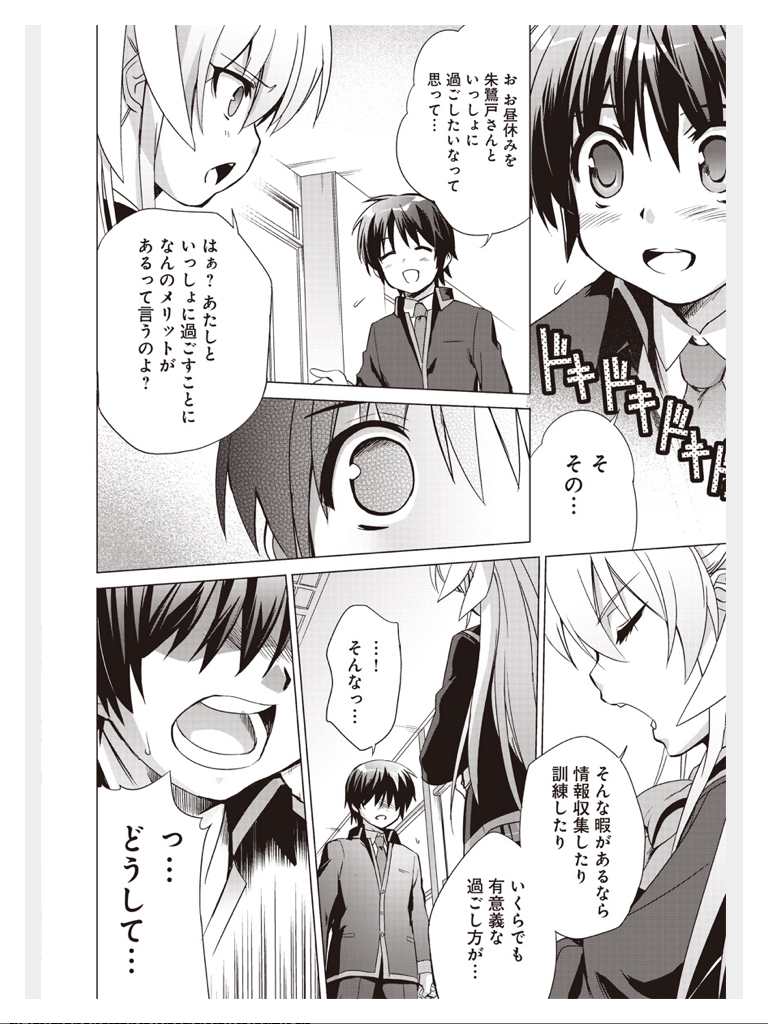 ドキドキドキドキ
そ
その…
お お昼休みを
朱鷺戸さんと
いっしょに
過ごしたいなって
思って…
はぁ？ あたしと
いっしょに過ごすことに
なんのメリットが
あるって言うのよ？
そんな暇があるなら
情報収集したり
訓練したり
いくらでも
有意義な
過ごし方が…
…！
そんなっ…
っ…
どうして…